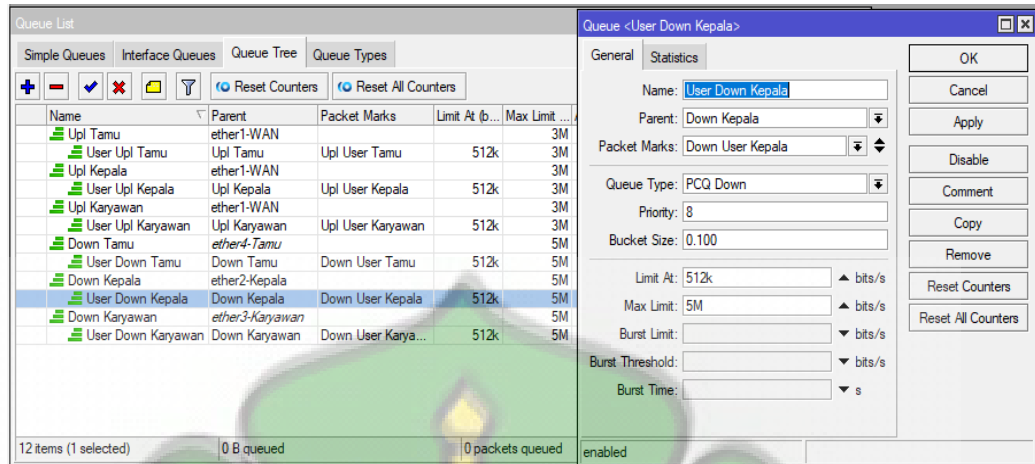 Queue List
Simple Queues Interface Queues Queue Tree Queue Types
Reset Counters Reset All Counters
Name Parent Packet Marks Limit At (b... Max Limit ...
Upl Tamu ether1-WAN 3M
User Upl Tamu Upl Tamu Upl User Tamu 512k 3M
Upl Kepala ether1-WAN 3M
User Upl Kepala Upl Kepala Upl User Kepala 512k 3M
Upl Karyawan ether1-WAN 3M
User Upl Karyawan Upl Karyawan Upl User Karyawan 512k 3M
Down Tamu ether4-Tamu 5M
User Down Tamu Down Tamu Down User Tamu 512k 5M
Down Kepala ether2-Kepala 5M
User Down Kepala Down Kepala Down User Kepala 512k 5M
Down Karyawan ether3-Karyawan 5M
User Down Karyawan Down Karyawan Down User Karya... 512k 5M
12 items (1 selected) 0 B queued 0 packets queued
Queue <User Down Kepala>
General Statistics
Name: User Down Kepala
Parent: Down Kepala
Packet Marks: Down User Kepala
Queue Type: PCQ Down
Priority: 8
Bucket Size: 0.100
Limit At: 512k bits/s
Max Limit: 5M bits/s
Burst Limit: bits/s
Burst Threshold: bits/s
Burst Time: s
enabled
OK
Cancel
Apply
Disable
Comment
Copy
Remove
Reset Counters
Reset All Counters